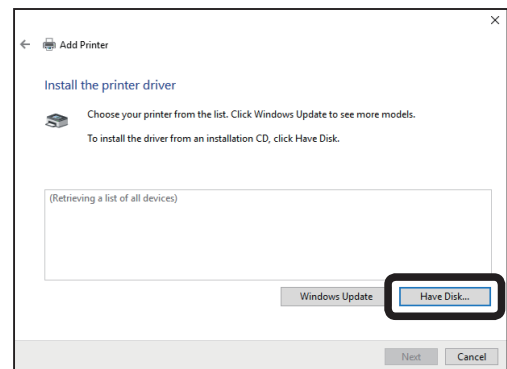 Add Printer
Install the printer driver
Choose your printer from the list. Click Windows Update to see more models.
To install the driver from an installation CD, click Have Disk.
(Retrieving a list of all devices)
Windows Update
Have Disk...
Next
Cancel